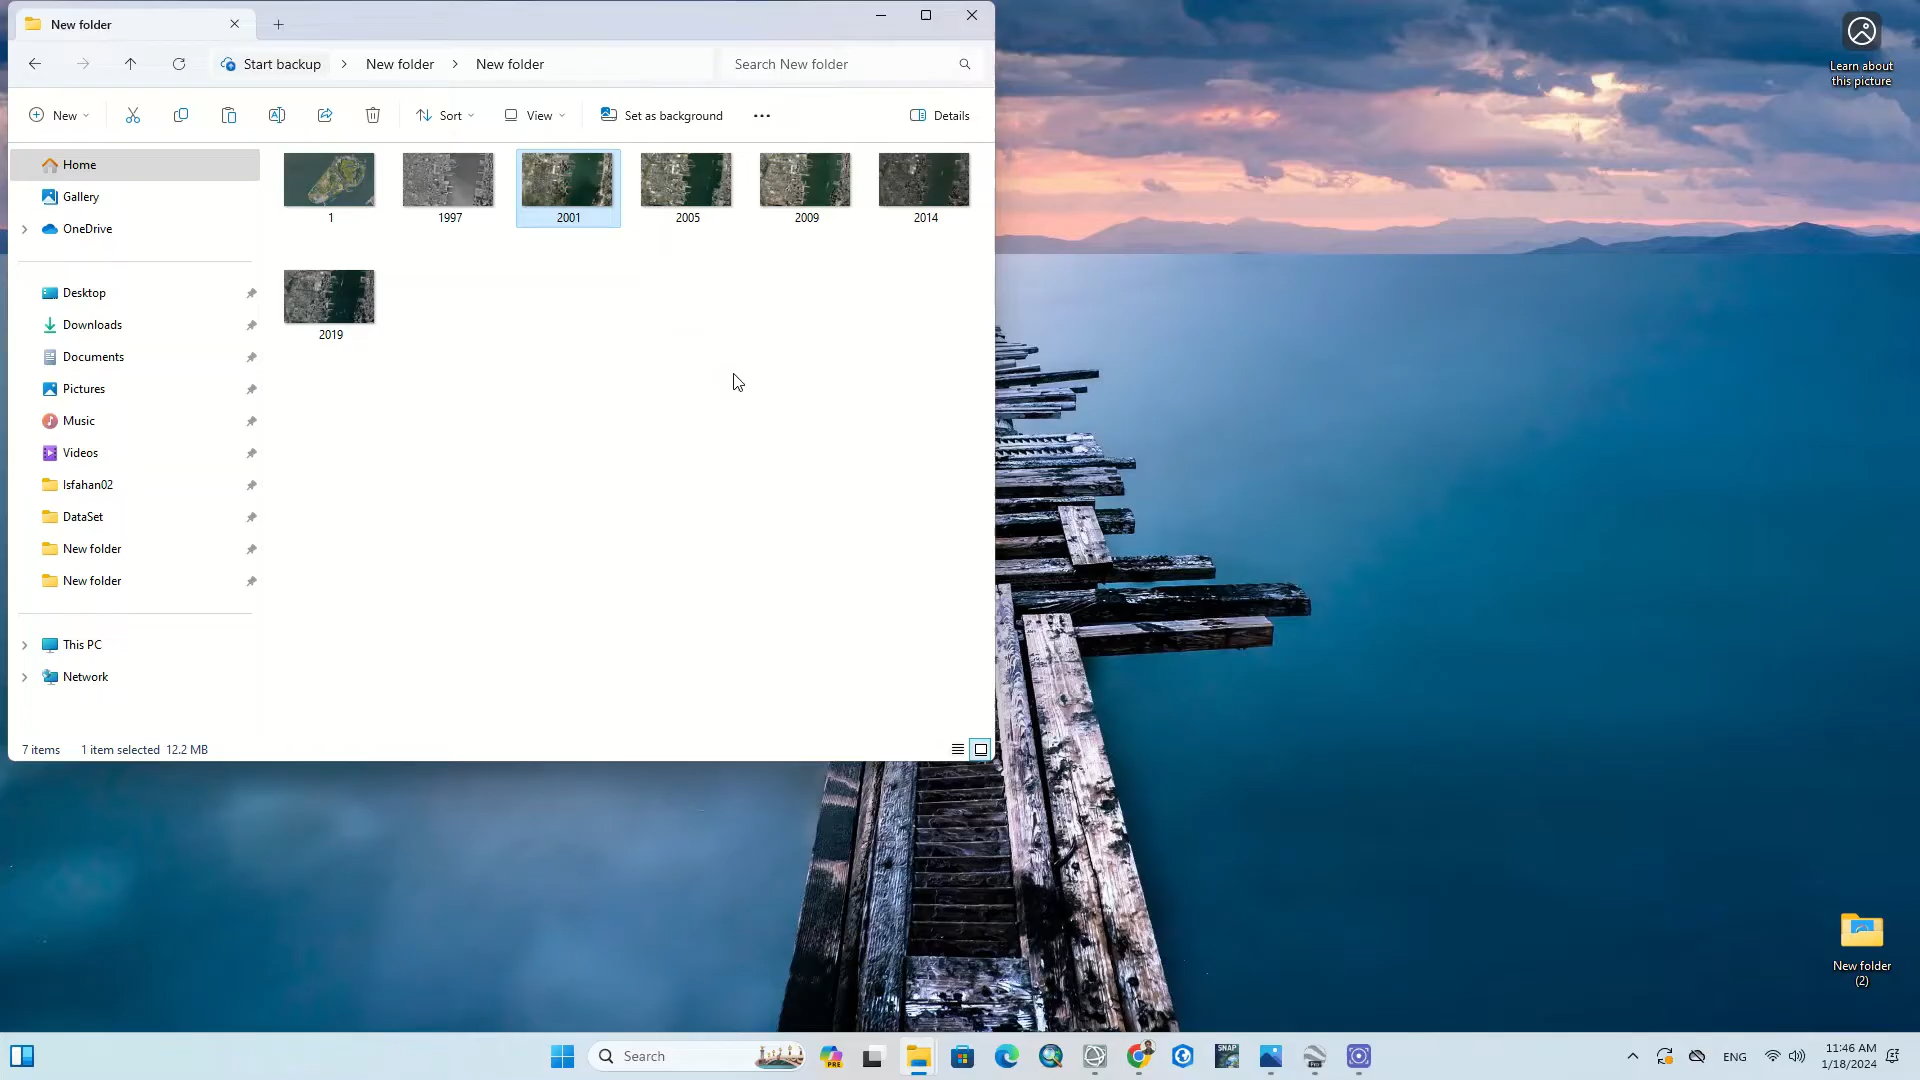 New folder
Start backup
New folder
New folder
Search New folder
New
Sort
View
Set as background
Details
Home
Gallery
OneDrive
Desktop
Downloads
Documents
Pictures
Music
Videos
Isfahan02
DataSet
New folder
New folder
This PC
Network
1
1997
2001
2005
2009
2014
2019
7 items
1 item selected 12.2 MB
Learn about
this picture
New folder
(2)
Search
PRE
SNAP
Pro
ENG
11:46 AM
1/18/2024